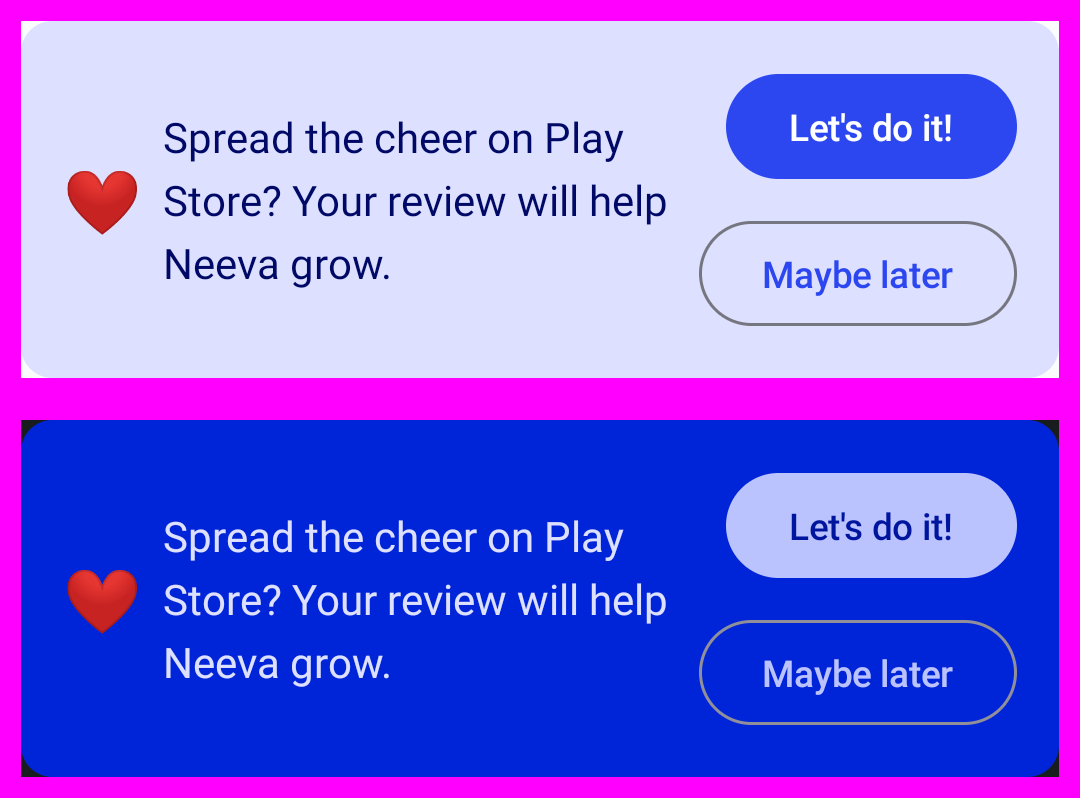 Spread the cheer on Play
Store? Your review will help
Neeva grow.
Let's do it!
Maybe later
Spread the cheer on Play
Store? Your review will help
Neeva grow.
Let's do it!
Maybe later